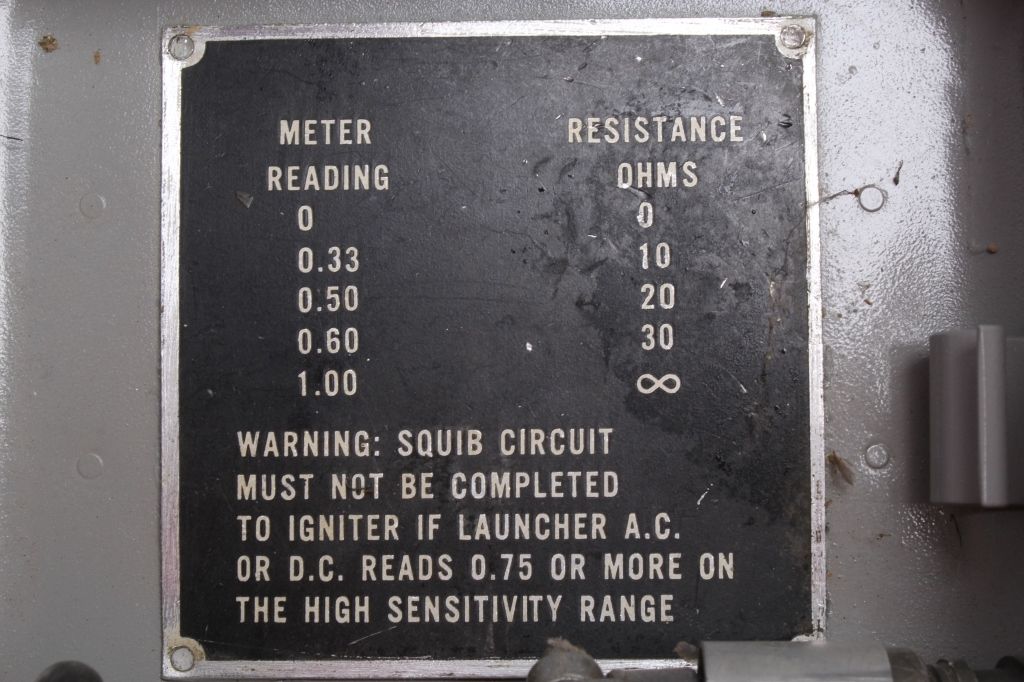 METER RESISTANCE
READING OHMS
0 0
0.33 10
0.50 20
0.60 30
1.00 ∞
WARNING: SQUIB CIRCUIT
MUST NOT BE COMPLETED
TO IGNITER IF LAUNCHER A.C.
OR D.C. READS 0.75 OR MORE ON
THE HIGH SENSITIVITY RANGE